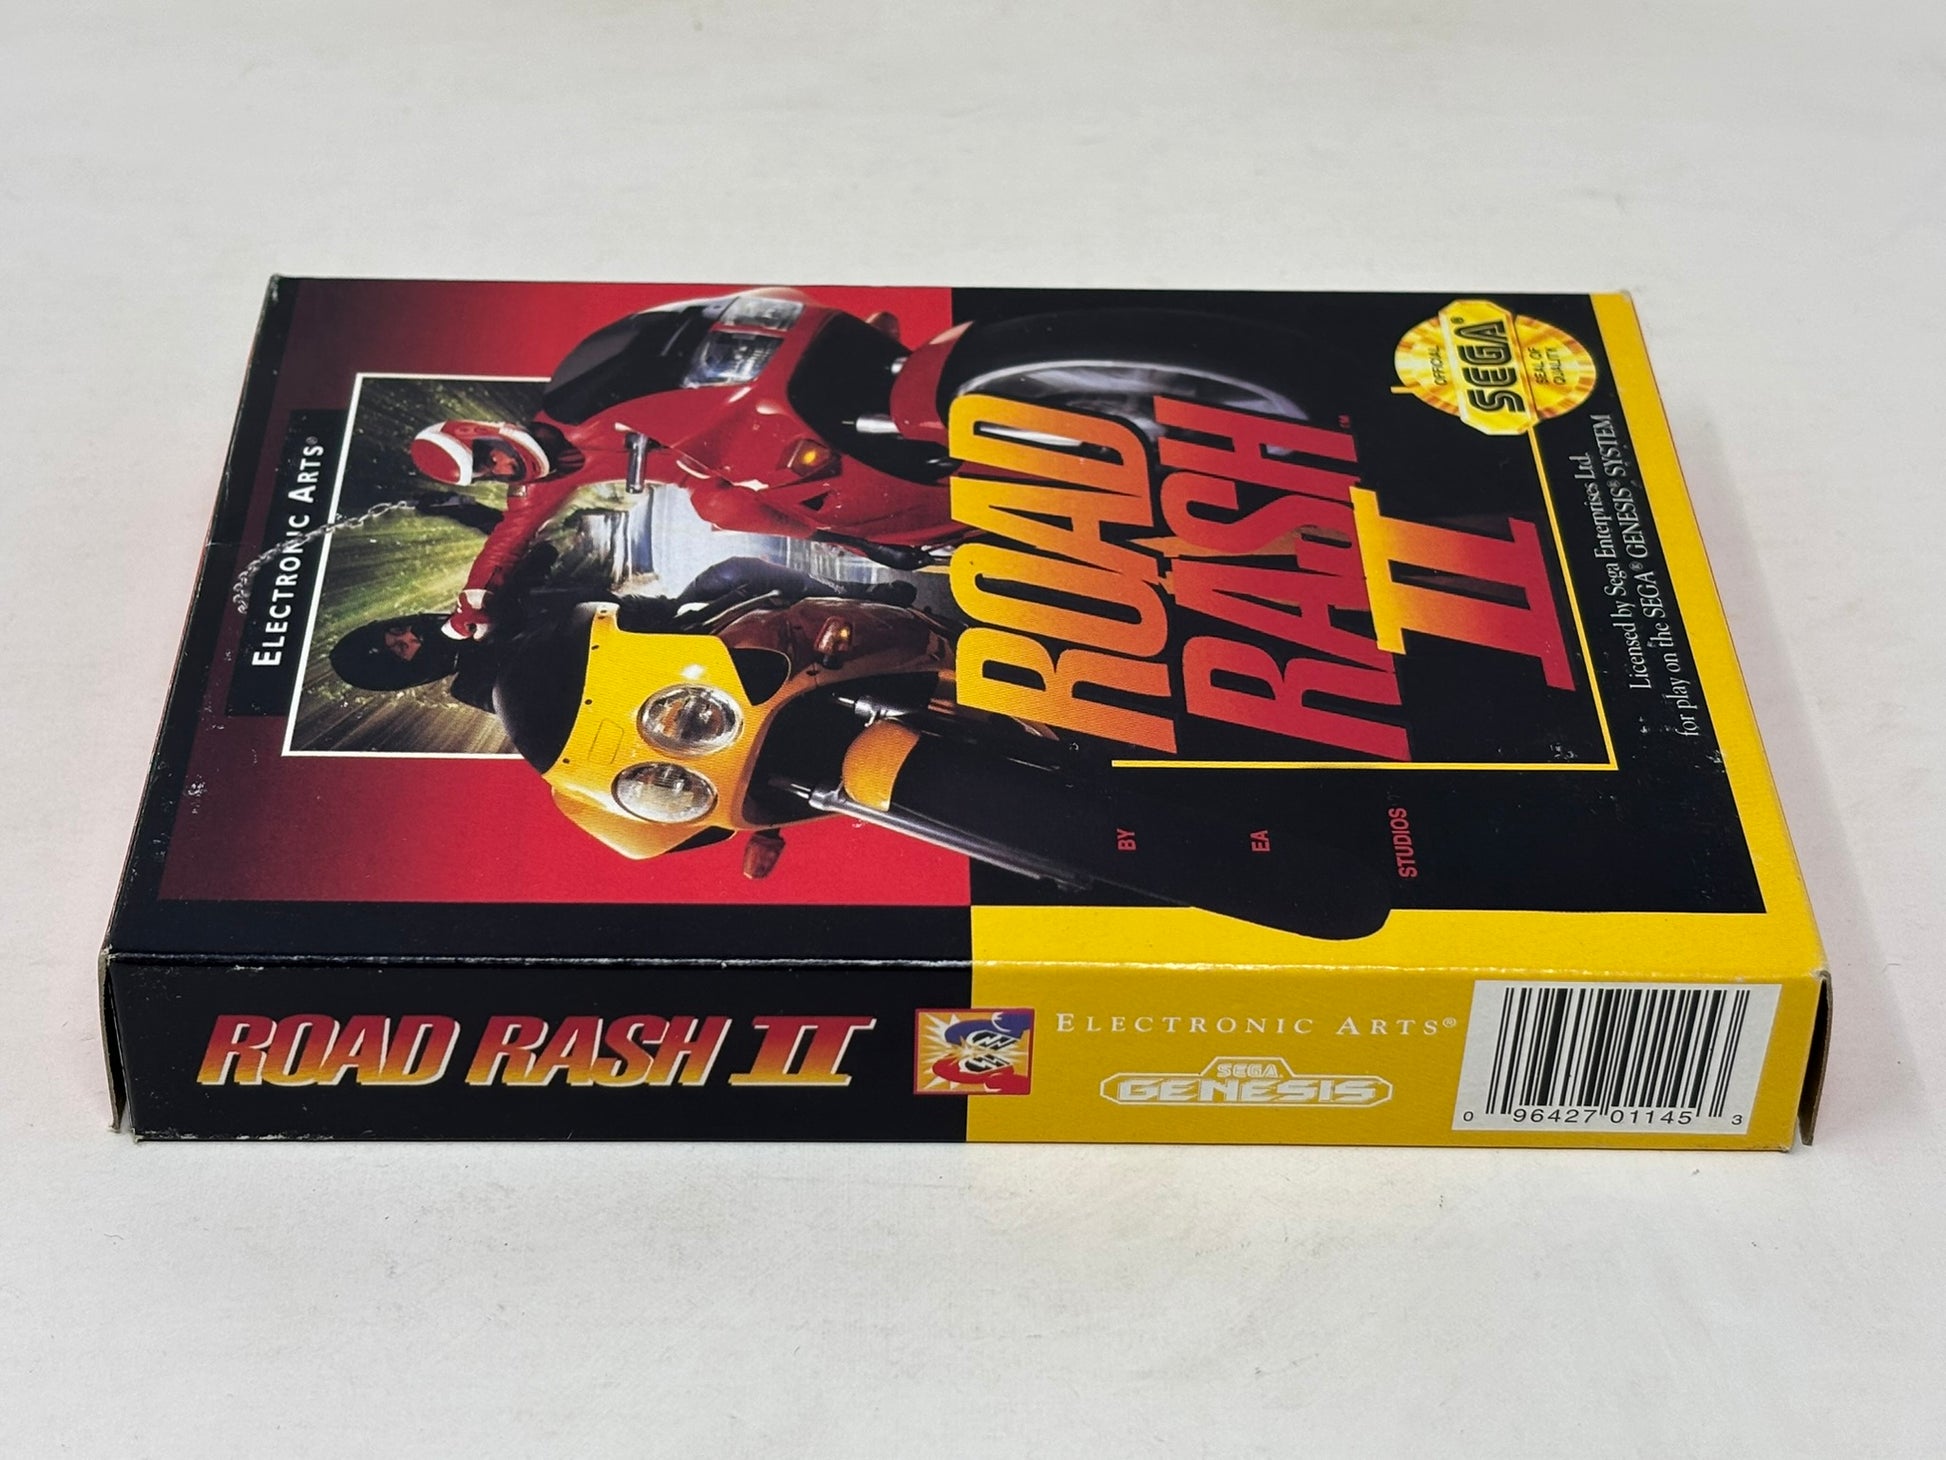 ELECTRONIC ARTS®
ROAD
RASH™
II
BY EA STUDIOS
OFFICIAL
SEGA®
SEAL OF
QUALITY
Licensed by Sega Enterprises Ltd.
for play on the SEGA® GENESIS® SYSTEM
ROAD RASH II
ELECTRONIC ARTS®
SEGA
GENESIS
0 96427 01145 3